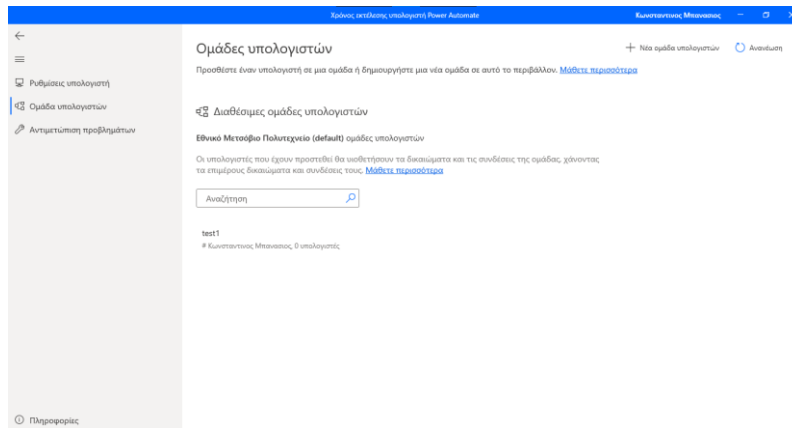 Χρόνος εκτέλεσης υπολογιστή Power Automate
Κωνσταντινος Μπανασιος
Ομάδες υπολογιστών
Νέα ομάδα υπολογιστών
Ανανέωση
Προσθέστε έναν υπολογιστή σε μια ομάδα ή δημιουργήστε μια νέα ομάδα σε αυτό το περιβάλλον. Μάθετε περισσότερα
Ρυθμίσεις υπολογιστή
Ομάδα υπολογιστών
Αντιμετώπιση προβλημάτων
Διαθέσιμες ομάδες υπολογιστών
Εθνικό Μετσόβιο Πολυτεχνείο (default) ομάδες υπολογιστών
Οι υπολογιστές που έχουν προστεθεί θα υιοθετήσουν τα δικαιώματα και τις συνδέσεις της ομάδας, χάνοντας
τα επιμέρους δικαιώματα και συνδέσεις τους. Μάθετε περισσότερα
Αναζήτηση
test1
# Κωνσταντινος Μπανασιος, 0 υπολογιστές
Πληροφορίες